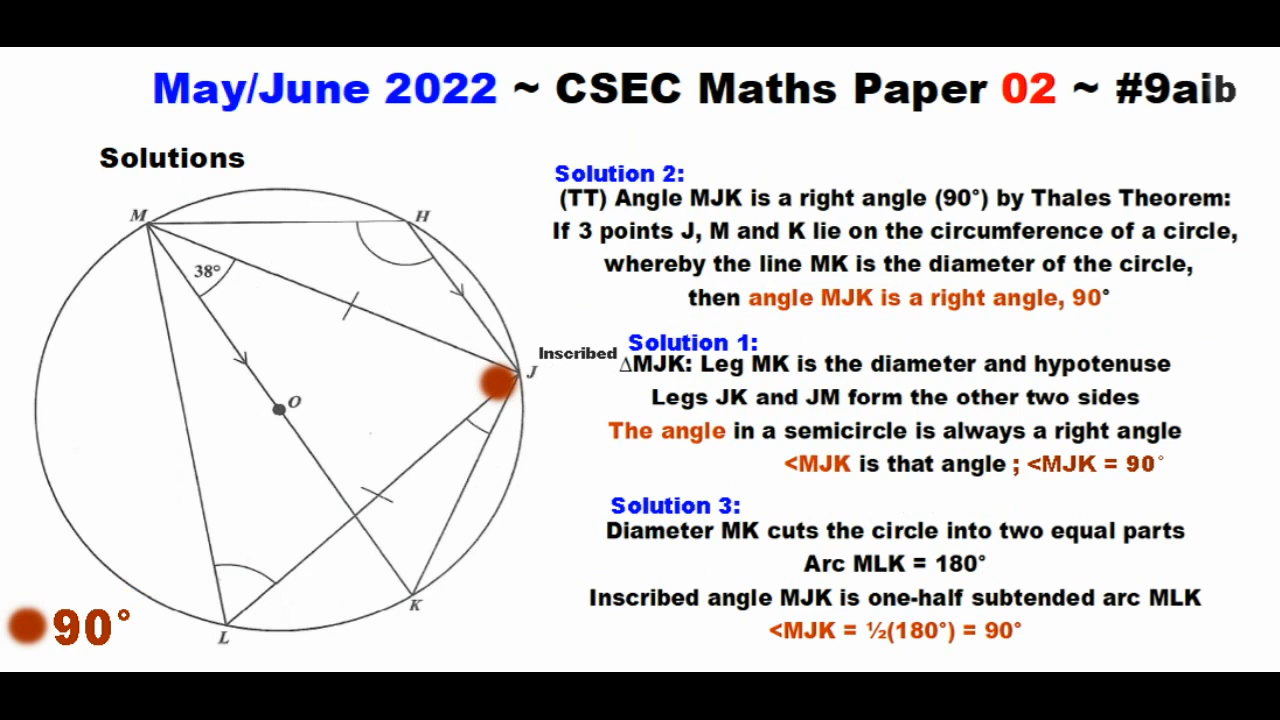 May/June 2022 ~ CSEC Maths Paper 02 ~ #9aib
Solutions
M
H
38°
J
O
K
L
90°
Solution 2:
(TT) Angle MJK is a right angle (90°) by Thales Theorem:
If 3 points J, M and K lie on the circumference of a circle,
whereby the line MK is the diameter of the circle,
then angle MJK is a right angle, 90°
Solution 1:
Inscribed ∆MJK: Leg MK is the diameter and hypotenuse
Legs JK and JM form the other two sides
The angle in a semicircle is always a right angle
<MJK is that angle ; <MJK = 90°
Solution 3:
Diameter MK cuts the circle into two equal parts
Arc MLK = 180°
Inscribed angle MJK is one-half subtended arc MLK
<MJK = ½(180°) = 90°